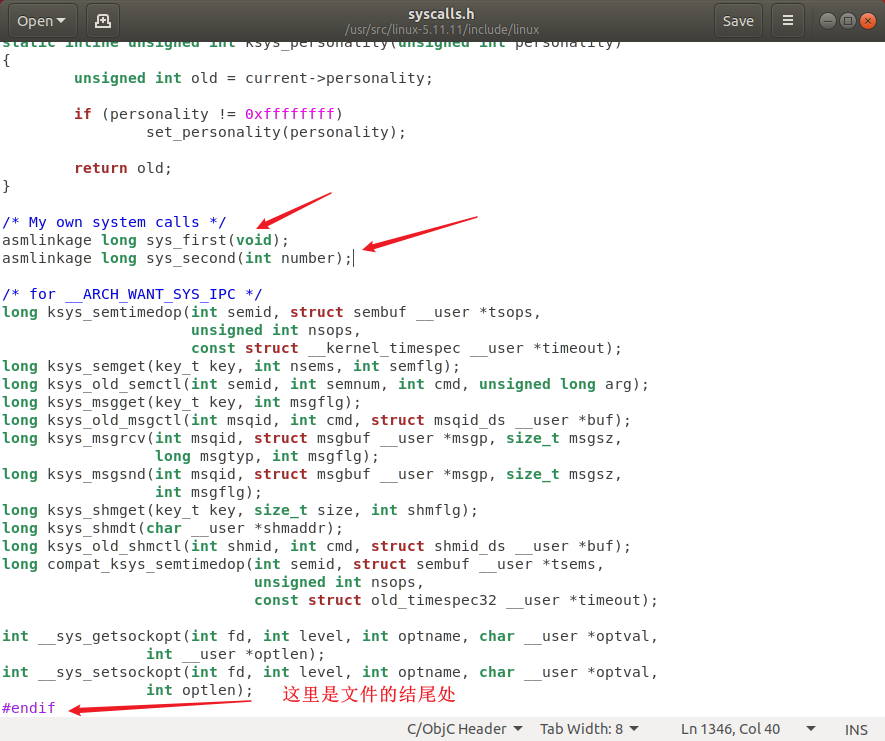 Open
syscalls.h
/usr/src/linux-5.11.11/include/linux
Save
static inline unsigned int ksys_personality(unsigned int personality)
{
        unsigned int old = current->personality;

        if (personality != 0xffffffff)
                set_personality(personality);

        return old;
}

/* My own system calls */
asmlinkage long sys_first(void);
asmlinkage long sys_second(int number);

/* for __ARCH_WANT_SYS_IPC */
long ksys_semtimedop(int semid, struct sembuf __user *tsops,
                     unsigned int nsops,
                     const struct __kernel_timespec __user *timeout);
long ksys_semget(key_t key, int nsems, int semflg);
long ksys_old_semctl(int semid, int semnum, int cmd, unsigned long arg);
long ksys_msgget(key_t key, int msgflg);
long ksys_old_msgctl(int msqid, int cmd, struct msqid_ds __user *buf);
long ksys_msgrcv(int msqid, struct msgbuf __user *msgp, size_t msgsz,
                 long msgtyp, int msgflg);
long ksys_msgsnd(int msqid, struct msgbuf __user *msgp, size_t msgsz,
                 int msgflg);
long ksys_shmget(key_t key, size_t size, int shmflg);
long ksys_shmdt(char __user *shmaddr);
long ksys_old_shmctl(int shmid, int cmd, struct shmid_ds __user *buf);
long compat_ksys_semtimedop(int semid, struct sembuf __user *tsems,
                            unsigned int nsops,
                            const struct old_timespec32 __user *timeout);

int __sys_getsockopt(int fd, int level, int optname, char __user *optval,
                int __user *optlen);
int __sys_setsockopt(int fd, int level, int optname, char __user *optval,
                int optlen);
这里是文件的结尾处
#endif
C/ObjC Header
Tab Width: 8
Ln 1346, Col 40
INS